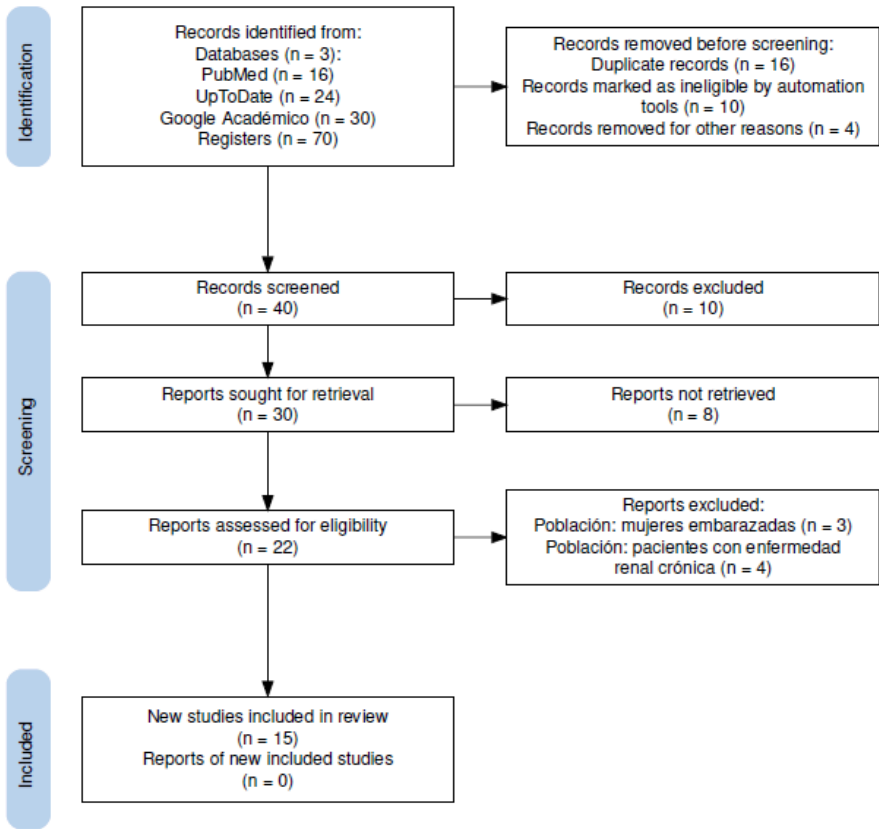 Identification
Records identified from:
Databases (n = 3):
PubMed (n = 16)
UpToDate (n = 24)
Google Académico (n = 30)
Registers (n = 70)
Records removed before screening:
Duplicate records (n = 16)
Records marked as ineligible by automation
tools (n = 10)
Records removed for other reasons (n = 4)
Screening
Records screened
(n = 40)
Records excluded
(n = 10)
Reports sought for retrieval
(n = 30)
Reports not retrieved
(n = 8)
Reports assessed for eligibility
(n = 22)
Reports excluded:
Población: mujeres embarazadas (n = 3)
Población: pacientes con enfermedad
renal crónica (n = 4)
Included
New studies included in review
(n = 15)
Reports of new included studies
(n = 0)